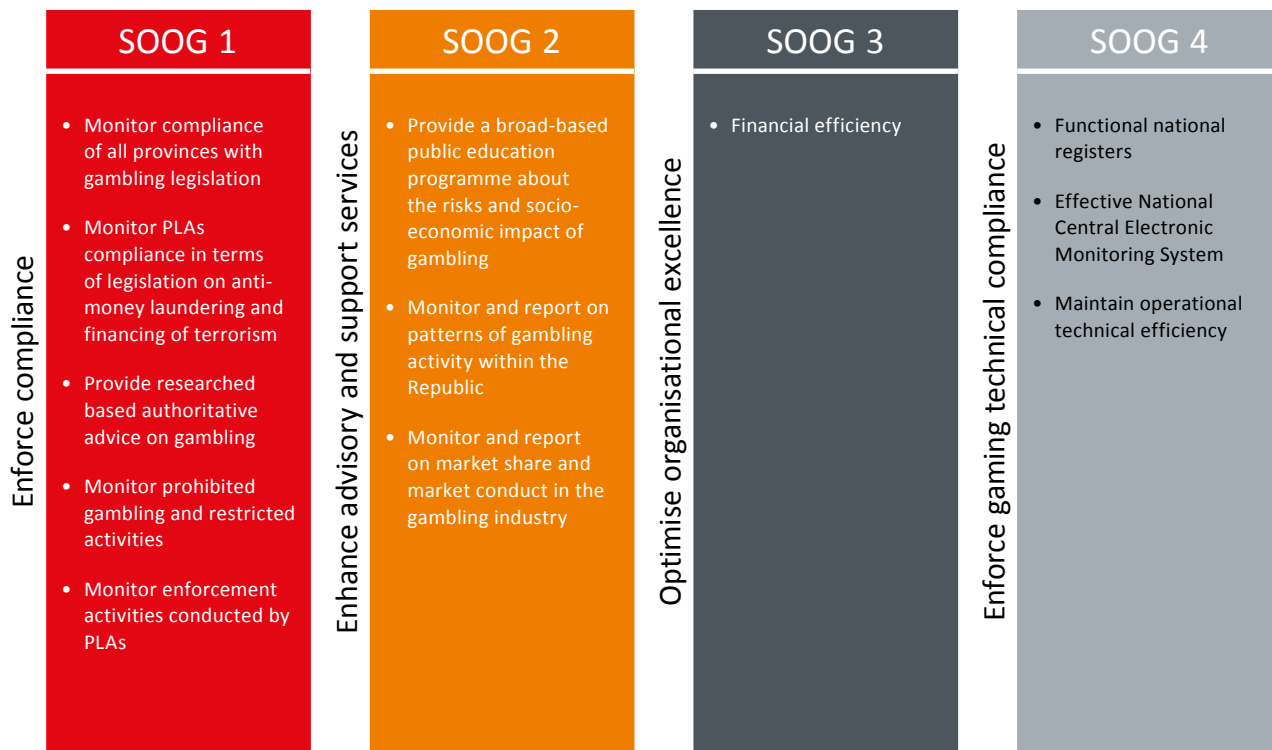 SOOG 1
Enforce compliance
• Monitor compliance
of all provinces with
gambling legislation
• Monitor PLAs
compliance in terms
of legislation on anti-
money laundering and
financing of terrorism
• Provide researched
based authoritative
advice on gambling
• Monitor prohibited
gambling and restricted
activities
• Monitor enforcement
activities conducted by
PLAs
SOOG 2
Enhance advisory and support services
• Provide a broad-based
public education
programme about
the risks and socio-
economic impact of
gambling
• Monitor and report on
patterns of gambling
activity within the
Republic
• Monitor and report
on market share and
market conduct in the
gambling industry
SOOG 3
Optimise organisational excellence
• Financial efficiency
SOOG 4
Enforce gaming technical compliance
• Functional national
registers
• Effective National
Central Electronic
Monitoring System
• Maintain operational
technical efficiency